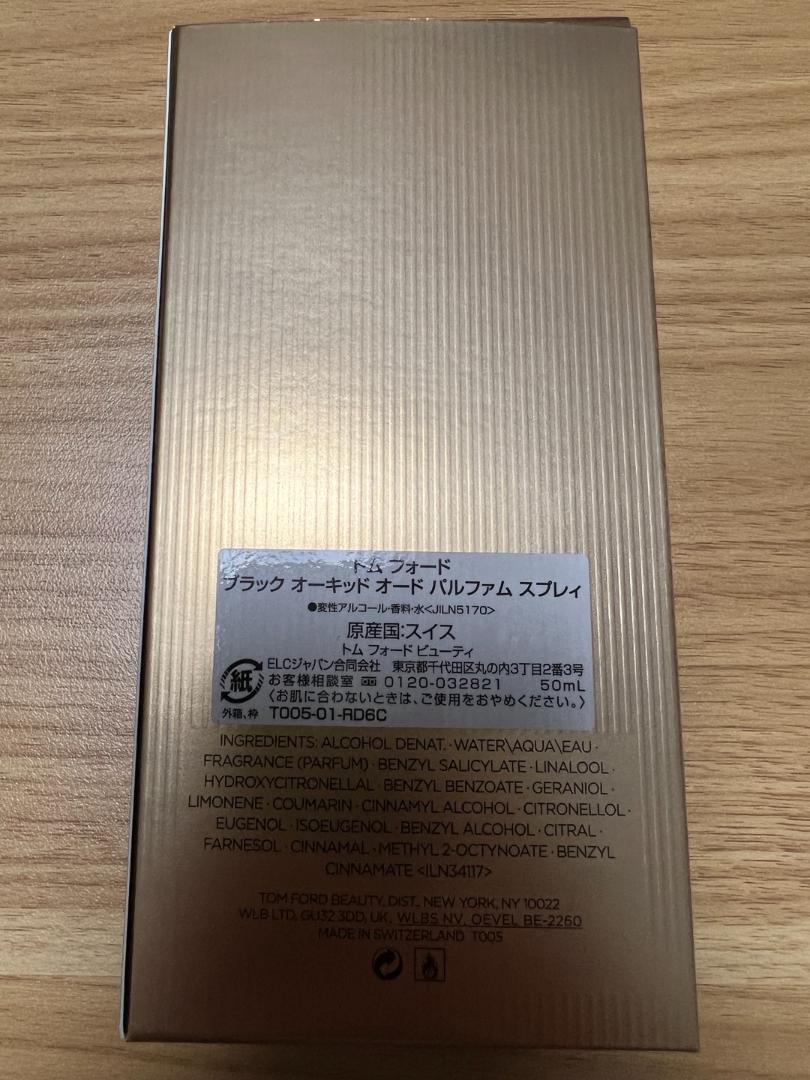 トム フォード
ブラック オーキッド オード パルファム スプレィ
●変性アルコール・香料・水<JILN5170>
原産国:スイス
トム フォード ビューティ
ELCジャパン合同会社 東京都千代田区丸の内3丁目2番3号
お客様相談室 0120-032821 50mL
〈お肌に合わないときは、ご使用をおやめください。〉
紙
外箱、枠 T005-01-RD6C
INGREDIENTS: ALCOHOL DENAT. · WATER\AQUA\EAU ·
FRAGRANCE (PARFUM) · BENZYL SALICYLATE · LINALOOL ·
HYDROXYCITRONELLAL · BENZYL BENZOATE · GERANIOL ·
LIMONENE · COUMARIN · CINNAMYL ALCOHOL · CITRONELLOL ·
EUGENOL · ISOEUGENOL · BENZYL ALCOHOL · CITRAL ·
FARNESOL · CINNAMAL · METHYL 2-OCTYNOATE · BENZYL
CINNAMATE <ILN34117>
TOM FORD BEAUTY, DIST., NEW YORK, NY 10022
WLB LTD, GU32 3DD, UK, WLBS NV, OEVEL BE-2260
MADE IN SWITZERLAND T005